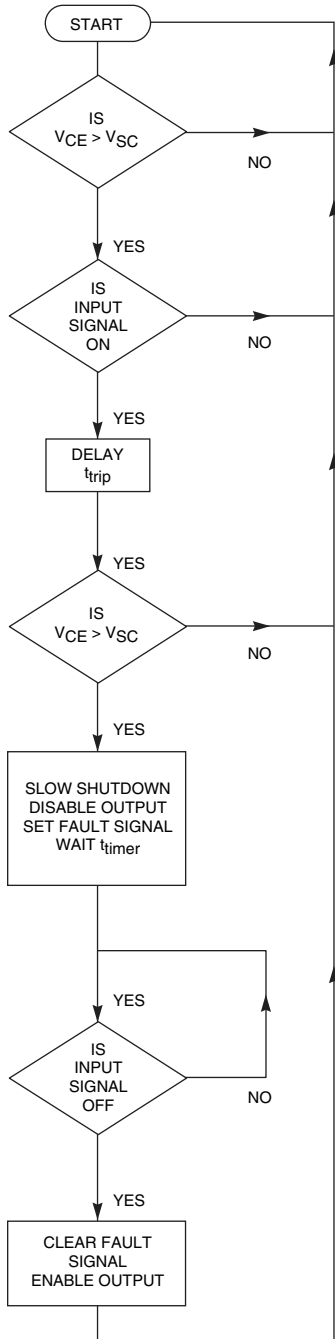 START
IS
VCE > VSC
NO
YES
IS
INPUT
SIGNAL
ON
NO
YES
DELAY
ttrip
YES
IS
VCE > VSC
NO
YES
SLOW SHUTDOWN
DISABLE OUTPUT
SET FAULT SIGNAL
WAIT ttimer
YES
IS
INPUT
SIGNAL
OFF
NO
YES
CLEAR FAULT
SIGNAL
ENABLE OUTPUT